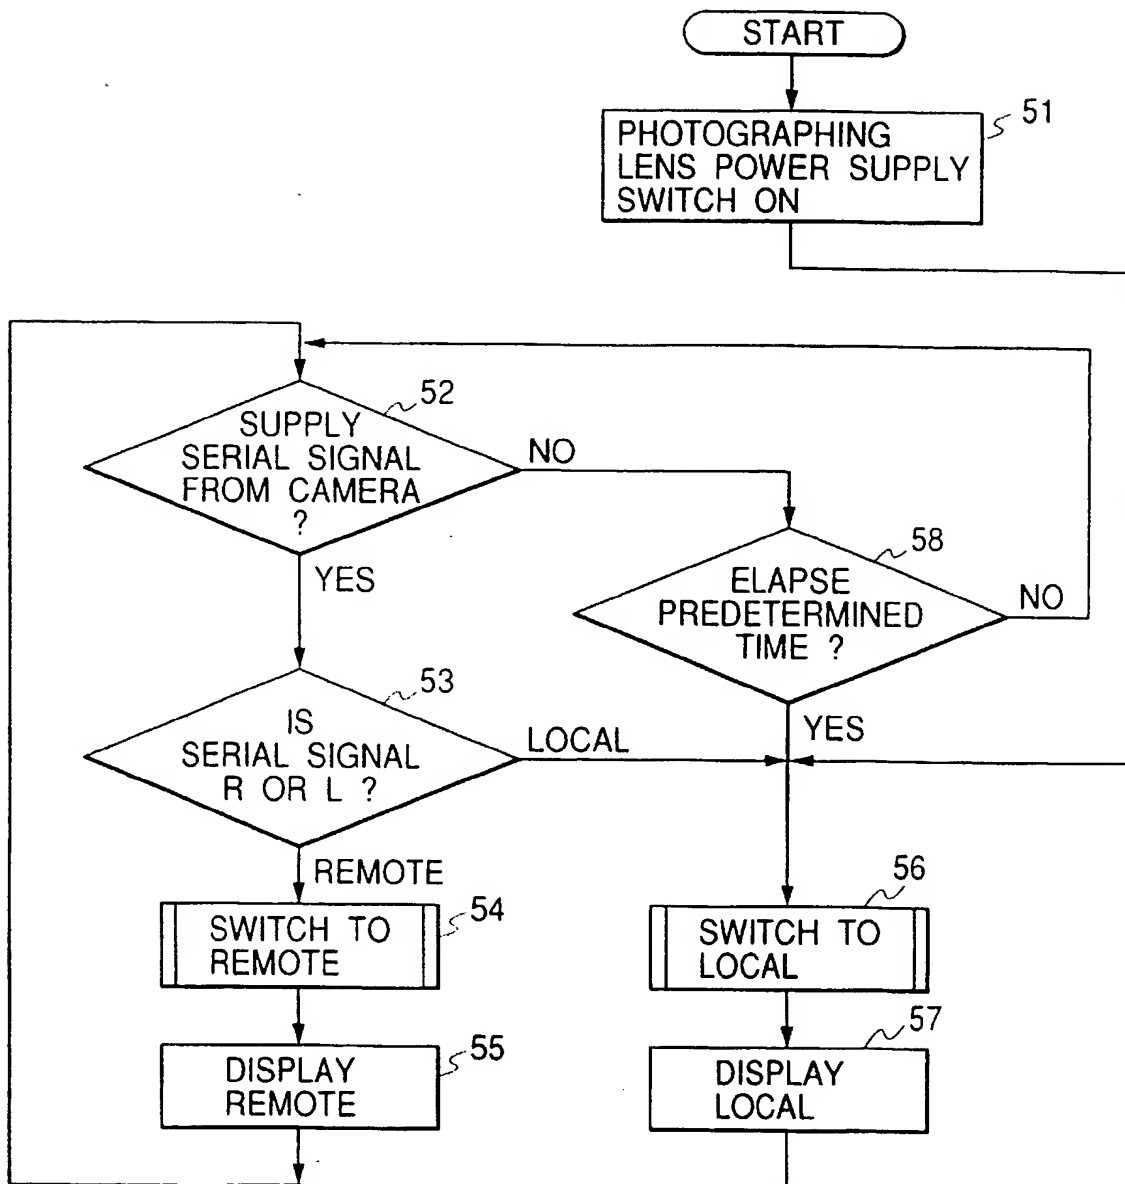 START
51
PHOTOGRAPHING
LENS POWER SUPPLY
SWITCH ON
52
SUPPLY
SERIAL SIGNAL
FROM CAMERA
?
NO
YES
58
ELAPSE
PREDETERMINED
TIME ?
NO
YES
53
IS
SERIAL SIGNAL
R OR L ?
LOCAL
REMOTE
54
SWITCH TO
REMOTE
56
SWITCH TO
LOCAL
55
DISPLAY
REMOTE
57
DISPLAY
LOCAL